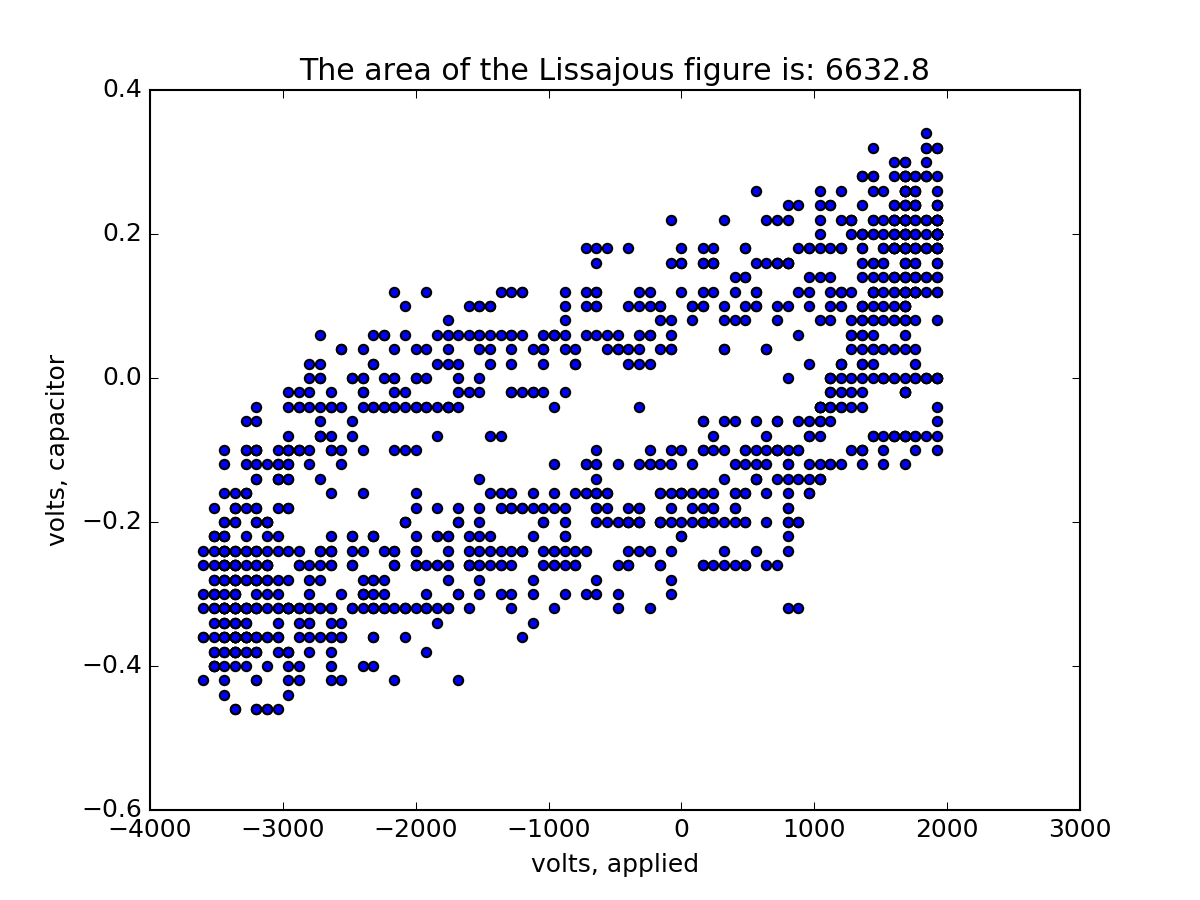 The area of the Lissajous figure is: 6632.8
0.4
0.2
0.0
−0.2
−0.4
−0.6
volts, capacitor
−4000 −3000 −2000 −1000 0 1000 2000 3000
volts, applied